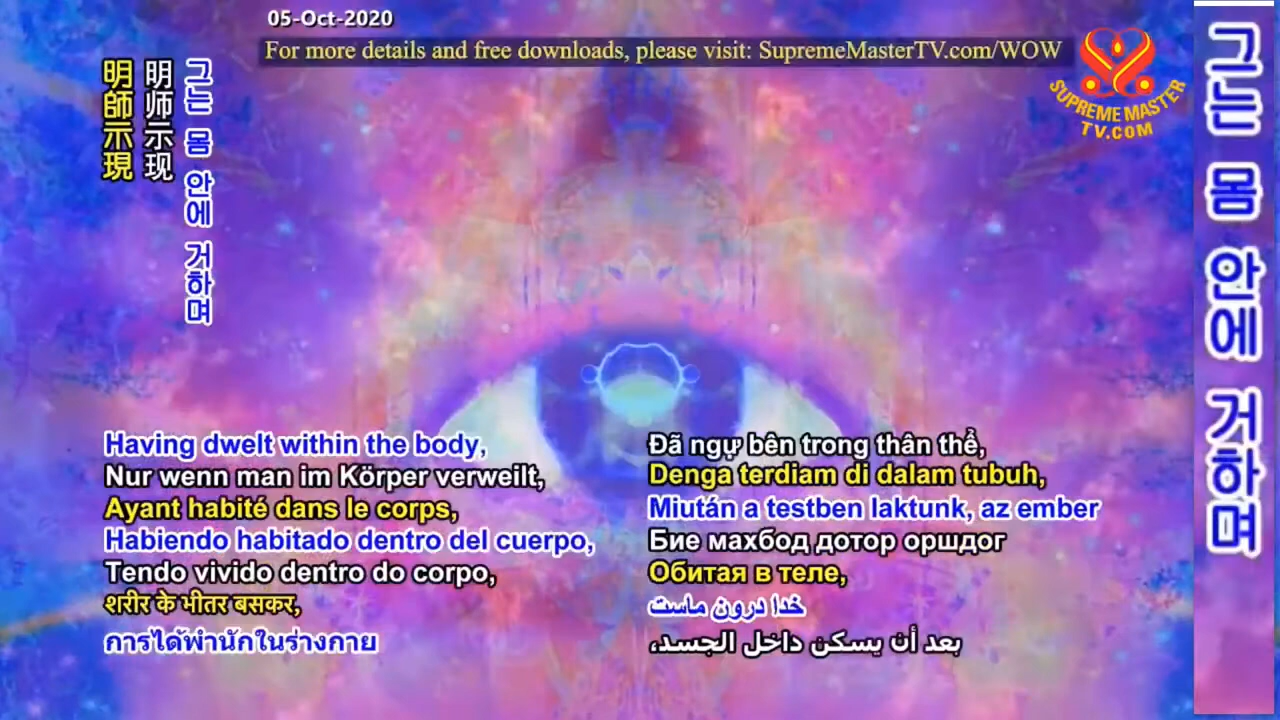 05-Oct-2020
For more details and free downloads, please visit: SupremeMasterTV.com/WOW
SUPREME MASTER
TV.COM
明師示現
明师示现
그는 몸 안에 거하며
Having dwelt within the body,
Nur wenn man im Körper verweilt,
Ayant habité dans le corps,
Habiendo habitado dentro del cuerpo,
Tendo vivido dentro do corpo,
शरीर के भीतर बसकर,
การได้พำนักในร่างกาย
Đã ngự bên trong thân thể,
Denga terdiam di dalam tubuh,
Miután a testben laktunk, az ember
Бие махбод дотор оршдог
Обитая в теле,
خدا درون ماست
بعد أن يسكن داخل الجسد،
그는 몸 안에 거하며